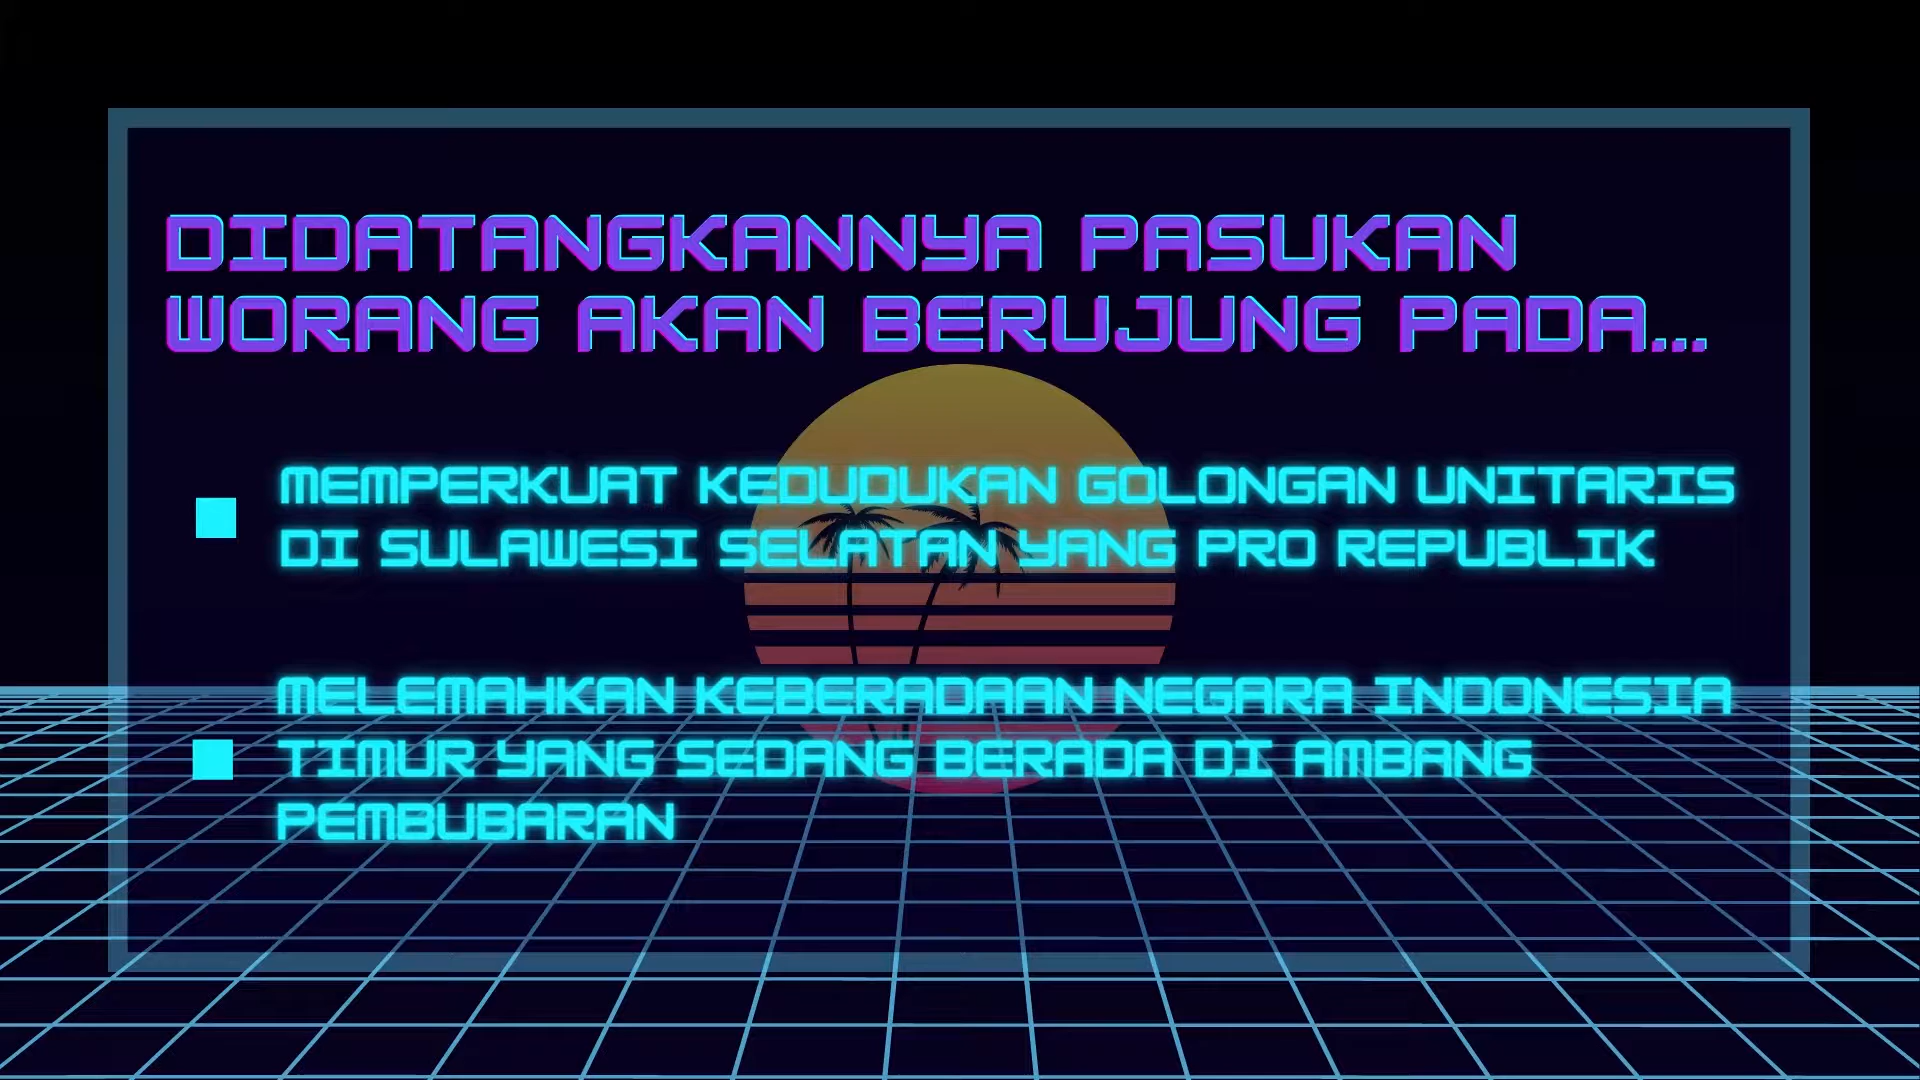 DIDATANGKANNYA PASUKAN
WORANG AKAN BERUJUNG PADA...
MEMPERKUAT KEDUDUKAN GOLONGAN UNITARIS
DI SULAWESI SELATAN YANG PRO REPUBLIK
MELEMAHKAN KEBERADAAN NEGARA INDONESIA
TIMUR YANG SEDANG BERADA DI AMBANG
PEMBUBARAN